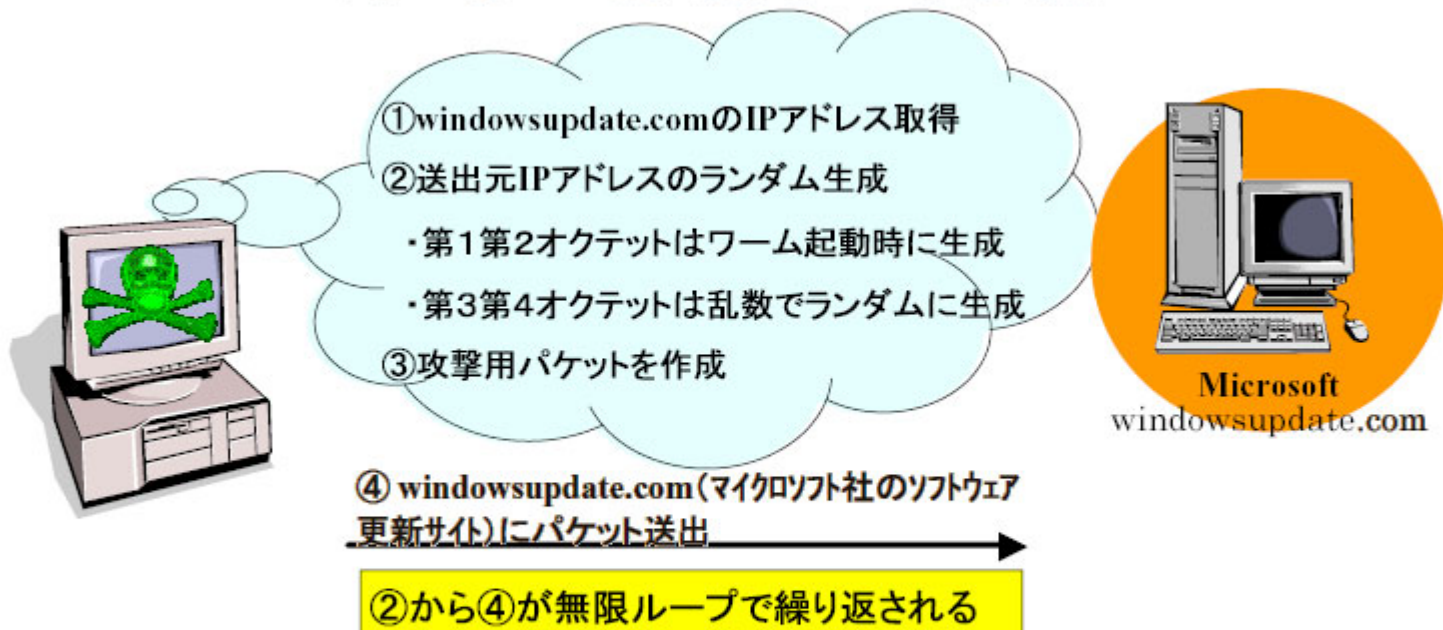 ①windowsupdate.comのIPアドレス取得
②送出元IPアドレスのランダム生成
・第1第2オクテットはワーム起動時に生成
・第3第4オクテットは乱数でランダムに生成
③攻撃用パケットを作成
Microsoft
windowsupdate.com
④ windowsupdate.com(マイクロソフト社のソフトウェア
更新サイト)にパケット送出
②から④が無限ループで繰り返される